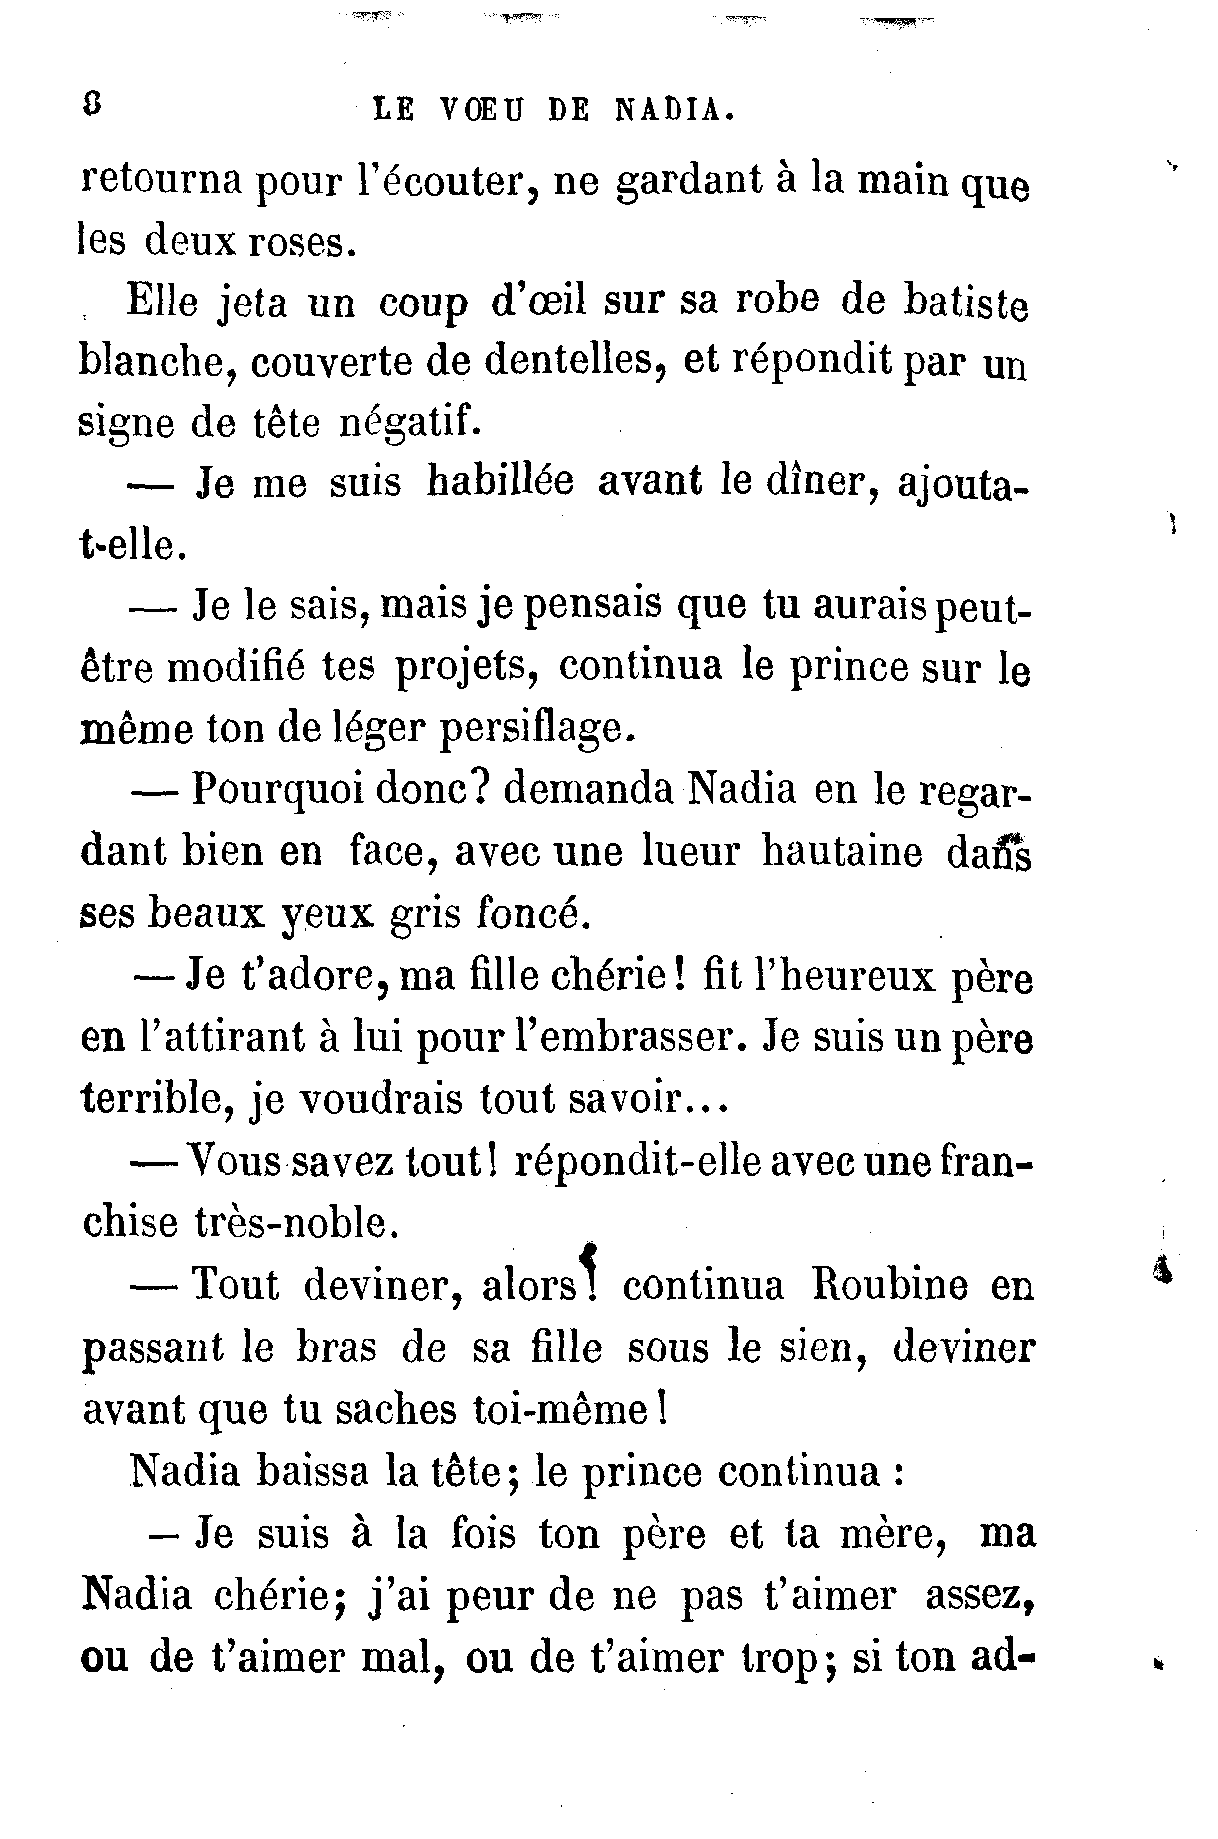 8 LE VŒU DE NADIA.
retourna pour l'écouter, ne gardant à la main que
les deux roses.
Elle jeta un coup d'œil sur sa robe de batiste
blanche, couverte de dentelles, et répondit par un
signe de tête négatif.
— Je me suis habillée avant le dîner, ajouta-
t-elle.
— Je le sais, mais je pensais que tu aurais peut-
être modifié tes projets, continua le prince sur le
même ton de léger persiflage.
— Pourquoi donc? demanda Nadia en le regar-
dant bien en face, avec une lueur hautaine dans
ses beaux yeux gris foncé.
— Je t'adore, ma fille chérie! fit l'heureux père
en l'attirant à lui pour l'embrasser. Je suis un père
terrible, je voudrais tout savoir...
— Vous savez tout! répondit-elle avec une fran-
chise très-noble.
— Tout deviner, alors! continua Roubine en
passant le bras de sa fille sous le sien, deviner
avant que tu saches toi-même!
Nadia baissa la tête; le prince continua :
— Je suis à la fois ton père et ta mère, ma
Nadia chérie; j'ai peur de ne pas t'aimer assez,
ou de t'aimer mal, ou de t'aimer trop; si ton ad-